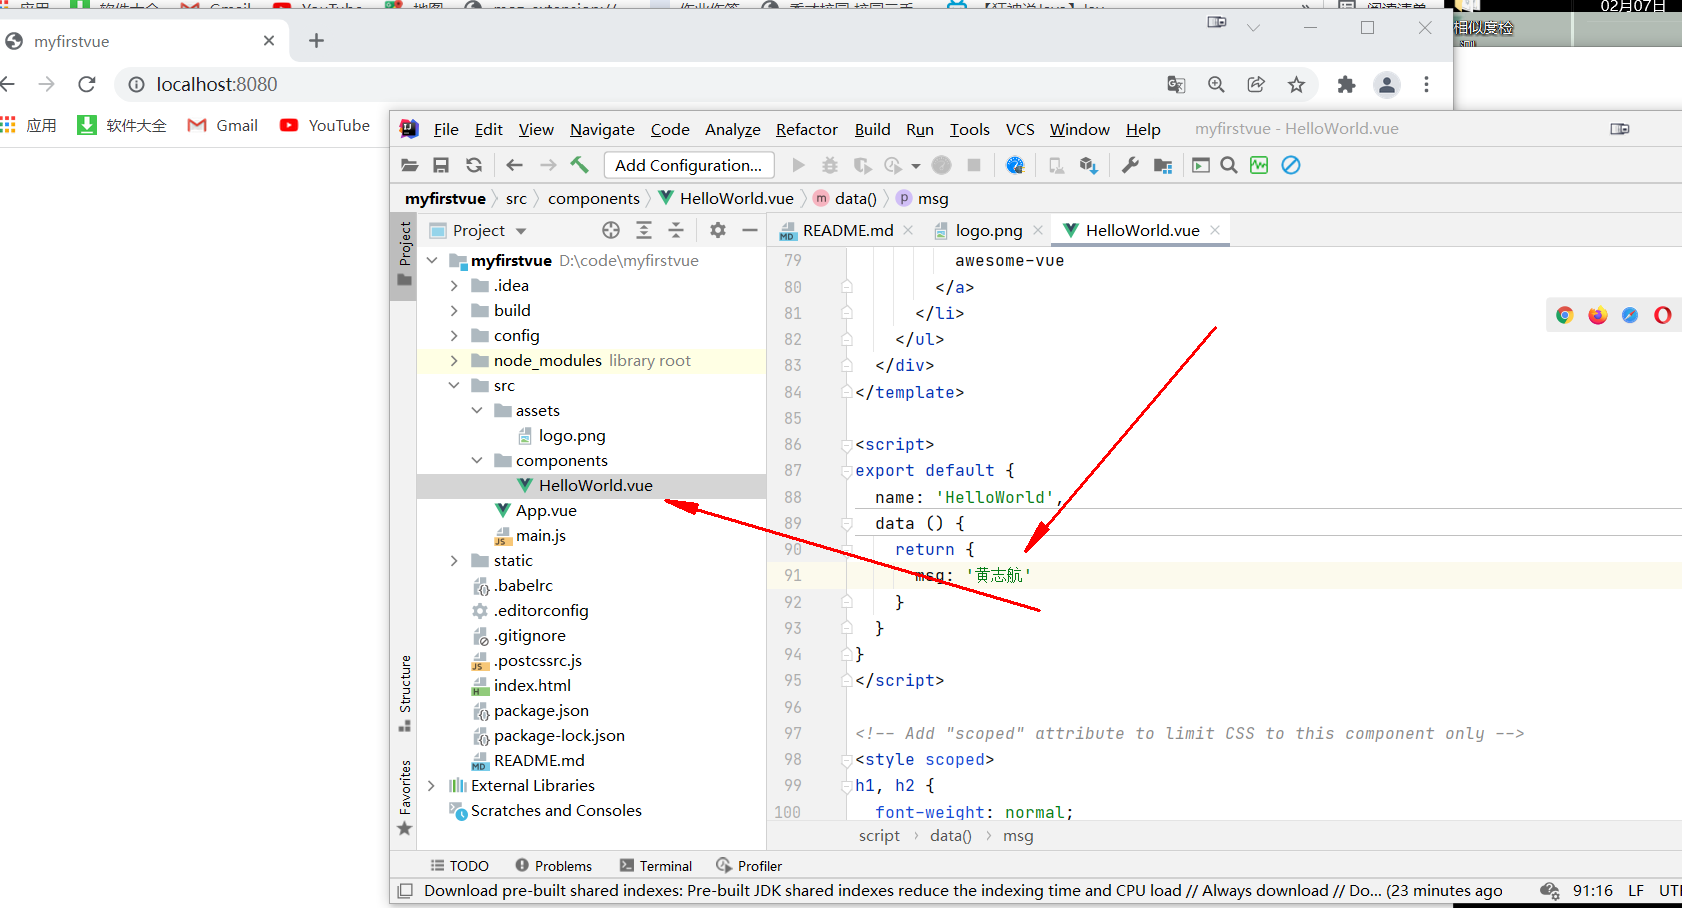 02月07日
相似度检
myfirstvue
localhost:8080
应用 软件大全 Gmail YouTube
File Edit View Navigate Code Analyze Refactor Build Run Tools VCS Window Help myfirstvue - HelloWorld.vue
Add Configuration...
myfirstvue src components HelloWorld.vue m data() p msg
Project
Project
README.md logo.png HelloWorld.vue
myfirstvue D:\code\myfirstvue
.idea
build
config
node_modules library root
src
assets
logo.png
components
HelloWorld.vue
App.vue
main.js
static
.babelrc
.editorconfig
.gitignore
.postcssrc.js
index.html
package.json
package-lock.json
README.md
External Libraries
Scratches and Consoles
Structure
Favorites
79 awesome-vue
80 </a>
81 </li>
82 </ul>
83 </div>
84 </template>
85
86 <script>
87 export default {
88 name: 'HelloWorld',
89 data () {
90 return {
91 msg: '黄志航'
92 }
93 }
94 }
95 </script>
96
97 <!-- Add "scoped" attribute to limit CSS to this component only -->
98 <style scoped>
99 h1, h2 {
100 font-weight: normal;
script data() msg
TODO Problems Terminal Profiler
Download pre-built shared indexes: Pre-built JDK shared indexes reduce the indexing time and CPU load // Always download // Do... (23 minutes ago 91:16 LF UTF